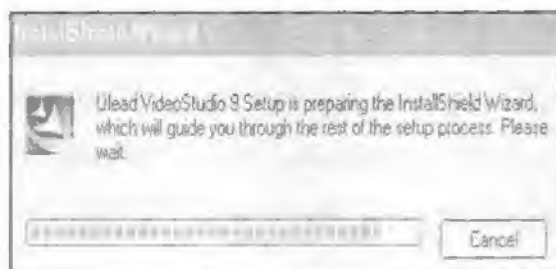 InstallShield Wizard
Ulead VideoStudio 9 Setup is preparing the InstallShield Wizard,
which will guide you through the rest of the setup process. Please
wait.
Cancel